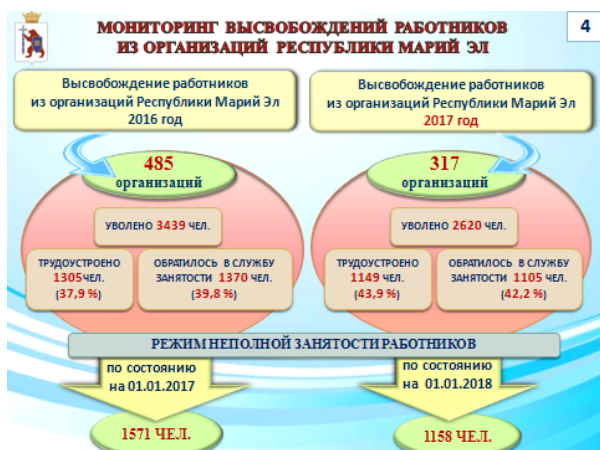 МОНИТОРИНГ ВЫСВОБОЖДЕНИЙ РАБОТНИКОВ
ИЗ ОРГАНИЗАЦИЙ РЕСПУБЛИКИ МАРИЙ ЭЛ
4
Высвобождение работников
из организаций Республики Марий Эл
2016 год
485
организаций
УВОЛЕНО 3439 ЧЕЛ.
ТРУДОУСТРОЕНО
1305ЧЕЛ.
(37,9 %)
ОБРАТИЛОСЬ В СЛУЖБУ
ЗАНЯТОСТИ 1370 ЧЕЛ.
(39,8 %)
Высвобождение работников
из организаций Республики Марий Эл
2017 год
317
организаций
УВОЛЕНО 2620 ЧЕЛ.
ТРУДОУСТРОЕНО
1149 ЧЕЛ.
(43,9 %)
ОБРАТИЛОСЬ В СЛУЖБУ
ЗАНЯТОСТИ 1105 ЧЕЛ.
(42,2 %)
РЕЖИМ НЕПОЛНОЙ ЗАНЯТОСТИ РАБОТНИКОВ
по состоянию
на 01.01.2017
1571 ЧЕЛ.
по состоянию
на 01.01.2018
1158 ЧЕЛ.